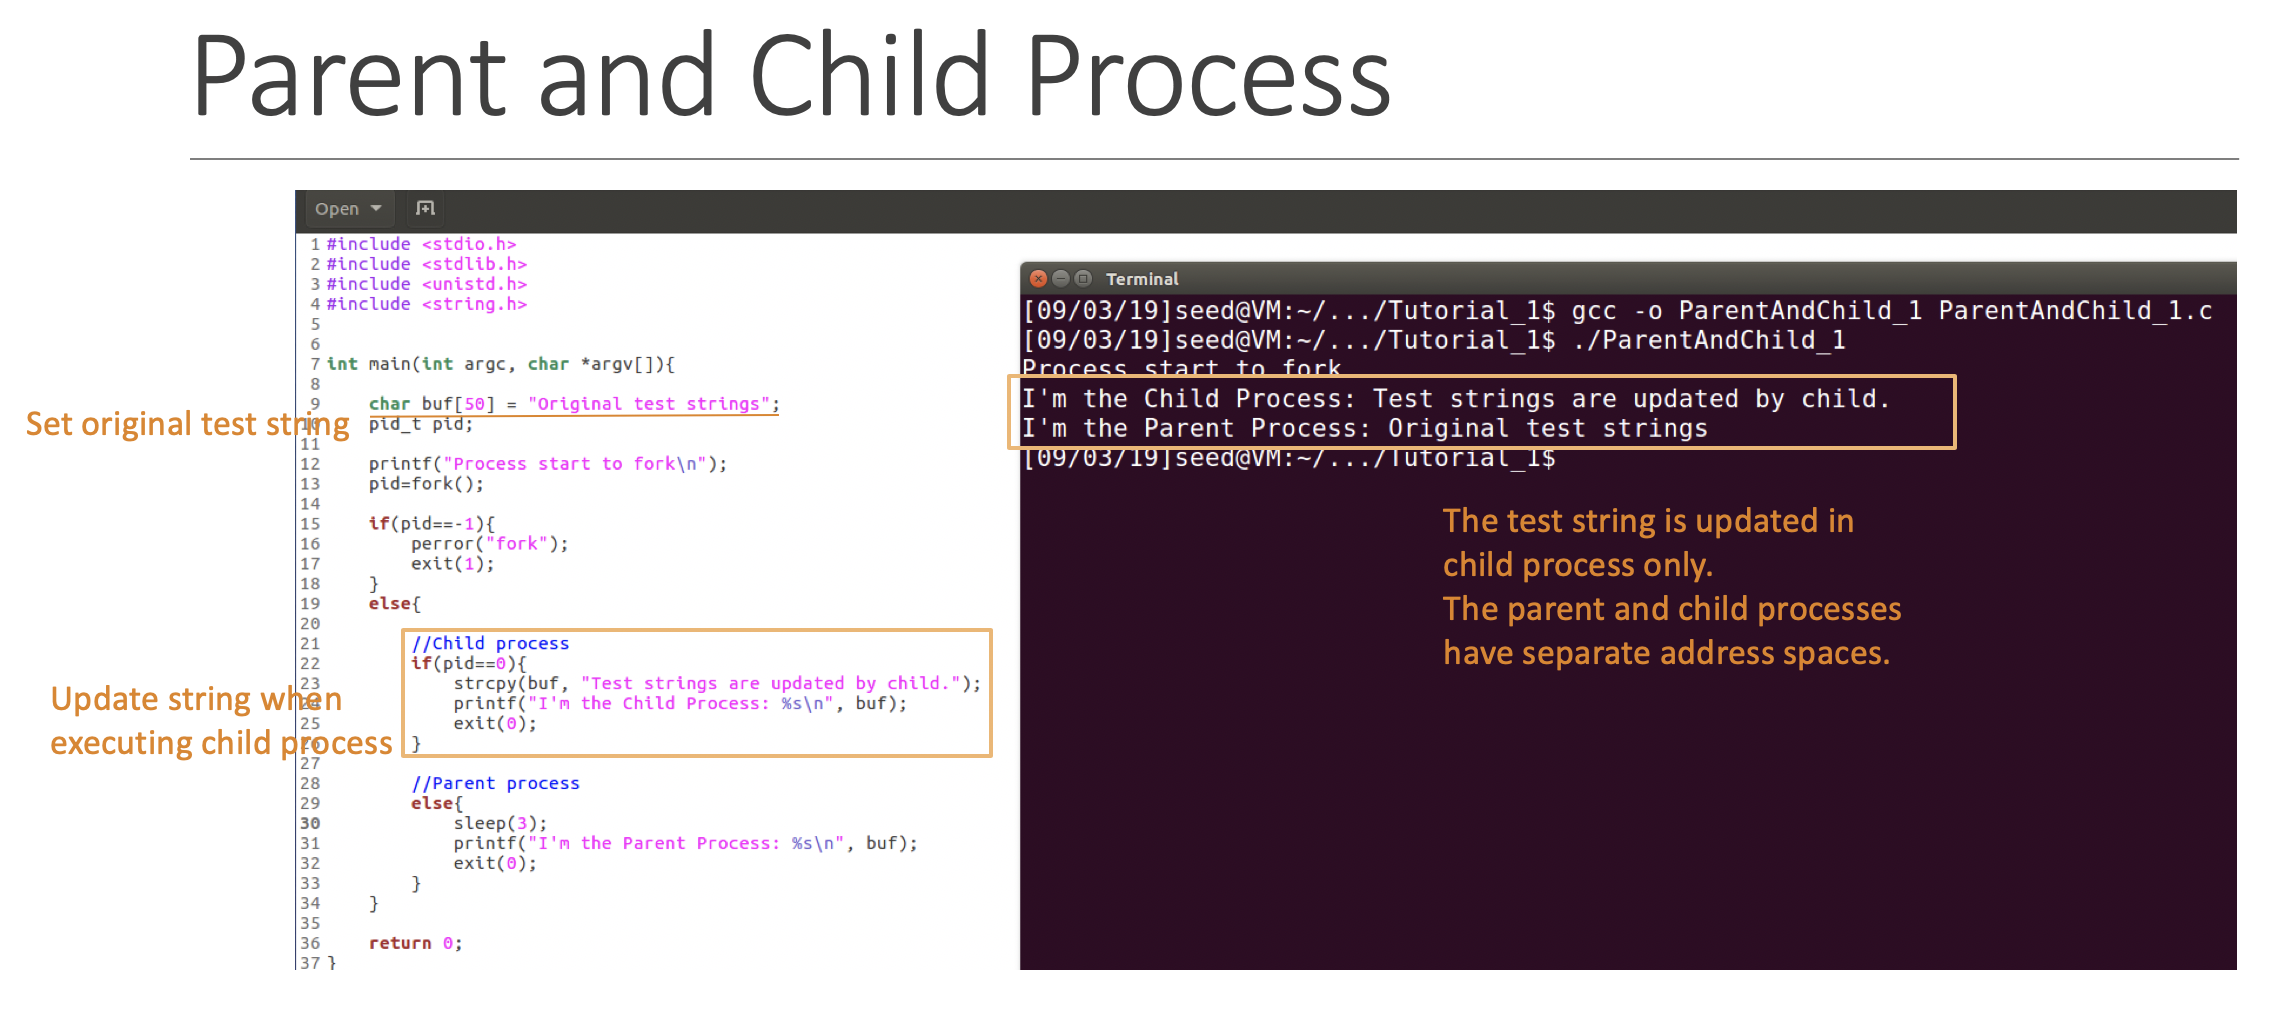 Parent and Child Process
Open
1 #include <stdio.h>
2 #include <stdlib.h>
3 #include <unistd.h>
4 #include <string.h>
5
6
7 int main(int argc, char *argv[]){
8
9 char buf[50] = "Original test strings";
Set original test string
10 pid_t pid;
11
12 printf("Process start to fork\n");
13 pid=fork();
14
15 if(pid==-1){
16 perror("fork");
17 exit(1);
18 }
19 else{
20
21 //Child process
22 if(pid==0){
23 strcpy(buf, "Test strings are updated by child.");
24 printf("I'm the Child Process: %s\n", buf);
25 exit(0);
26 }
Update string when
executing child process
27
28 //Parent process
29 else{
30 sleep(3);
31 printf("I'm the Parent Process: %s\n", buf);
32 exit(0);
33 }
34 }
35
36 return 0;
37 }
Terminal
[09/03/19]seed@VM:~/.../Tutorial_1$ gcc -o ParentAndChild_1 ParentAndChild_1.c
[09/03/19]seed@VM:~/.../Tutorial_1$ ./ParentAndChild_1
Process start to fork
I'm the Child Process: Test strings are updated by child.
I'm the Parent Process: Original test strings
[09/03/19]seed@VM:~/.../Tutorial_1$
The test string is updated in
child process only.
The parent and child processes
have separate address spaces.